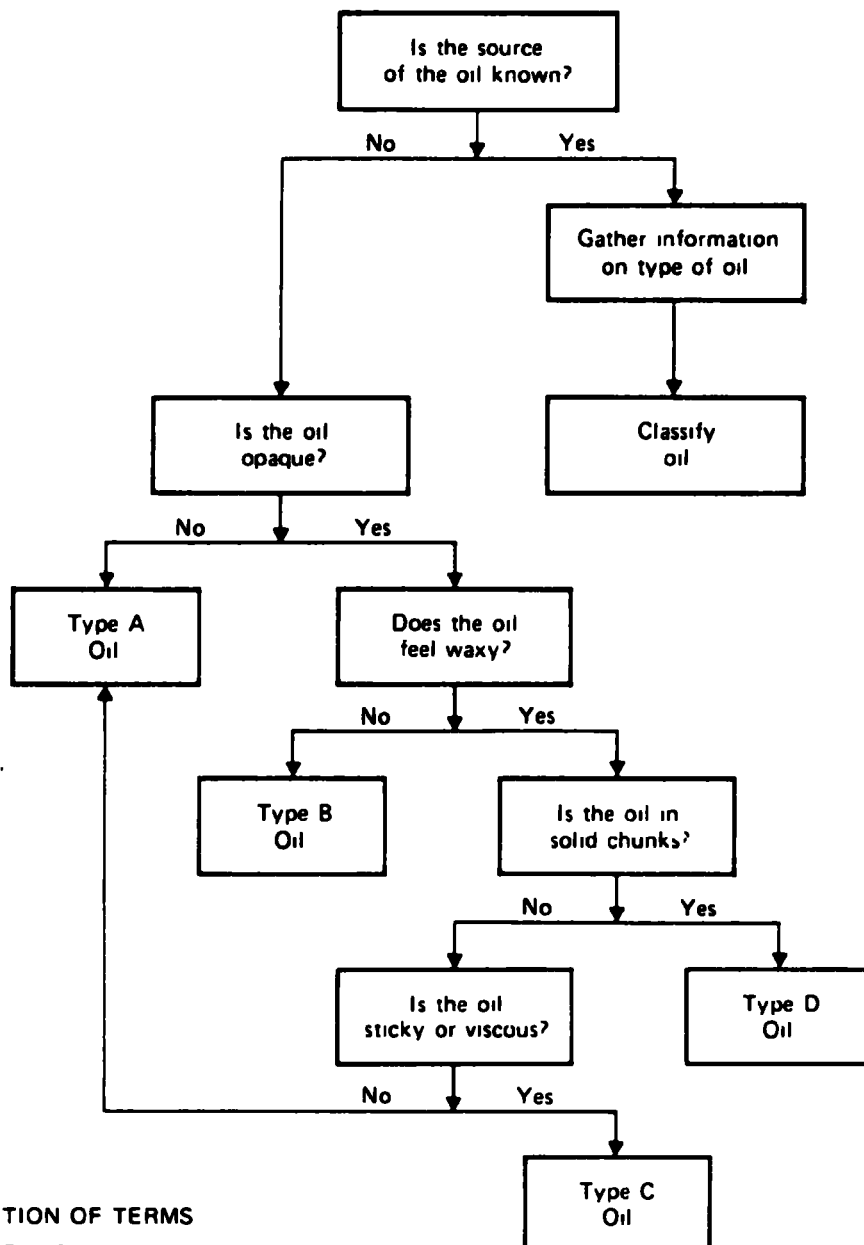 Is the source
of the oil known?
No
Yes
Gather information
on type of oil
Is the oil
opaque?
Classify
oil
No
Yes
Type A
Oil
Does the oil
feel waxy?
No
Yes
Type B
Oil
Is the oil in
solid chunks?
No
Yes
Is the oil
sticky or viscous?
Type D
Oil
No
Yes
Type C
Oil
TION OF TERMS